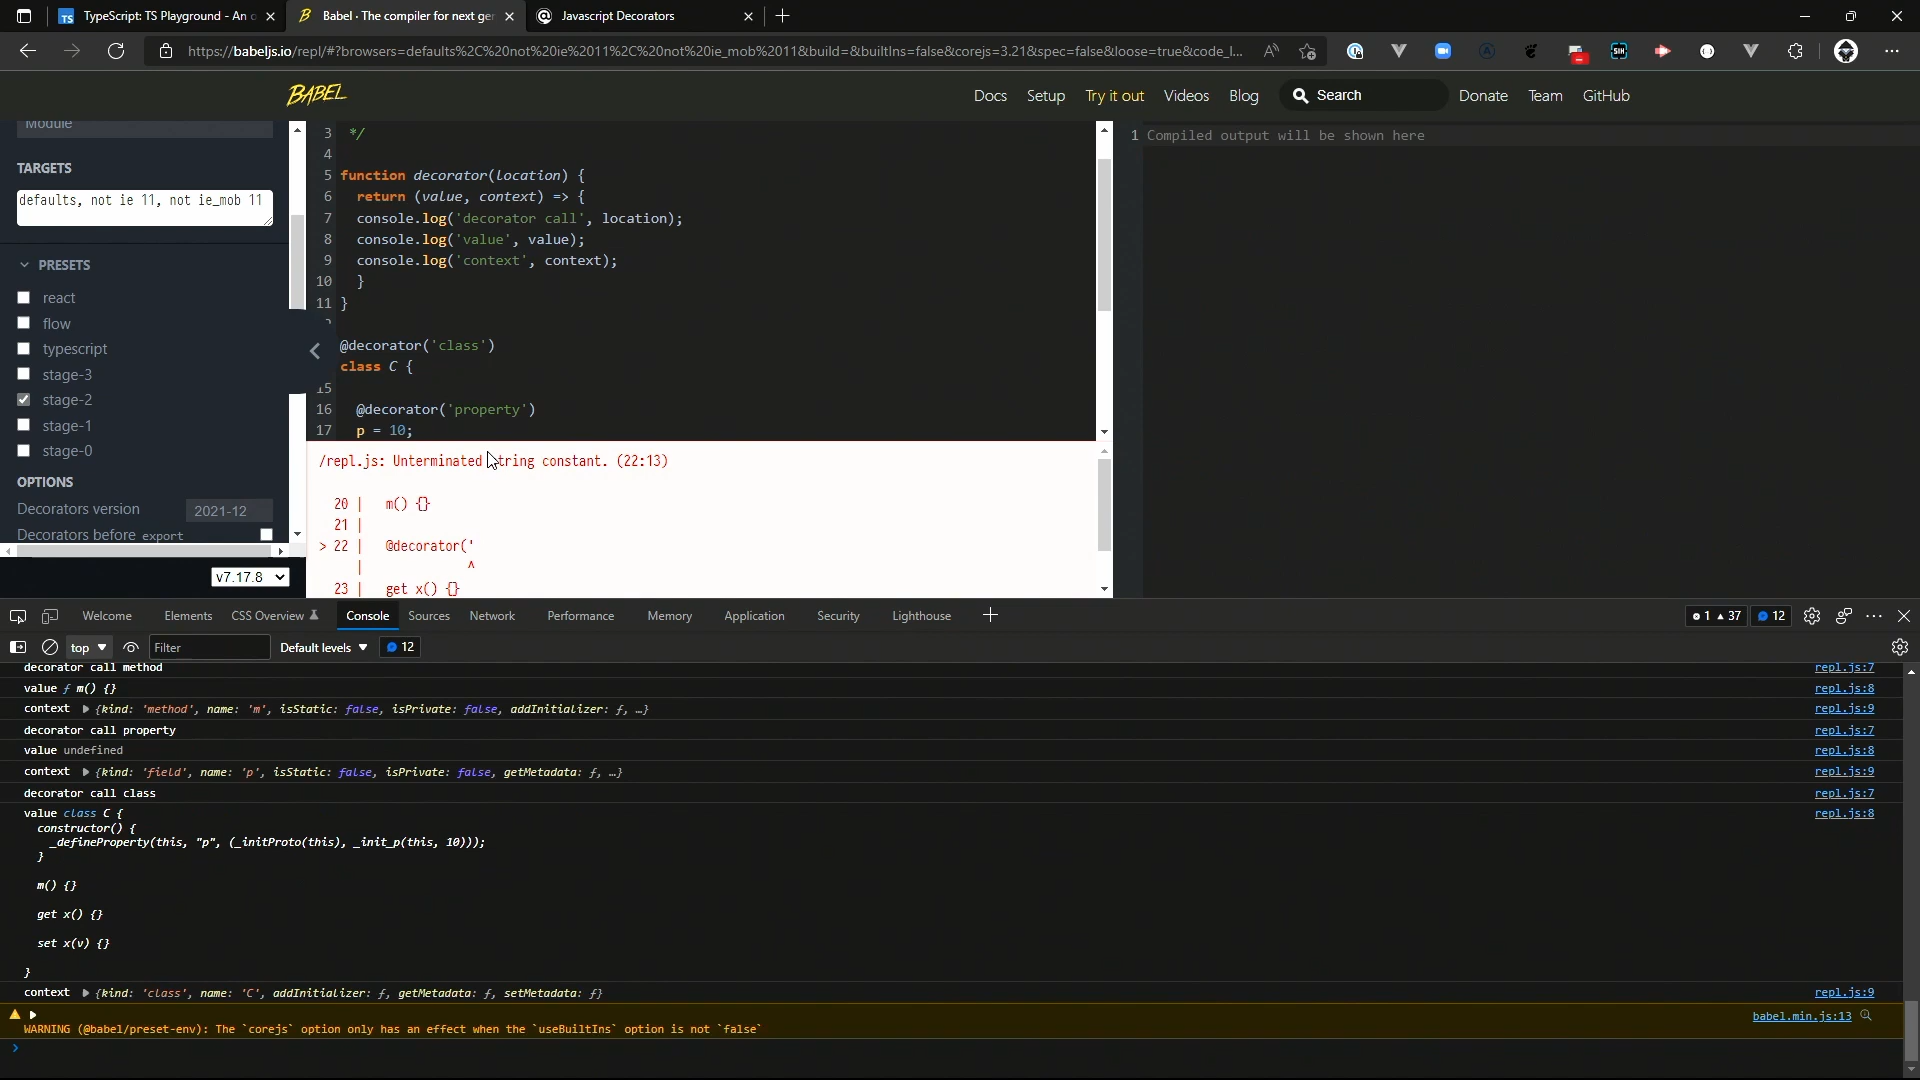 TypeScript: TS Playground - An o
Babel · The compiler for next ger
Javascript Decorators
https://babeljs.io/repl/#?browsers=defaults%2C%20not%20ie%2011%2C%20not%20ie_mob%2011&build=&builtIns=false&corejs=3.21&spec=false&loose=true&code_l...
BABEL
Docs Setup Try it out Videos Blog Search Donate Team GitHub
Module
TARGETS
defaults, not ie 11, not ie_mob 11
PRESETS
react
flow
typescript
stage-3
stage-2
stage-1
stage-0
OPTIONS
Decorators version 2021-12
Decorators before export
v7.17.8
3 */
4
5 function decorator(location) {
6 return (value, context) => {
7 console.log('decorator call', location);
8 console.log('value', value);
9 console.log('context', context);
10 }
11 }
@decorator('class')
class C {
15
16 @decorator('property')
17 p = 10;
/repl.js: Unterminated string constant. (22:13)
20 | m() {}
21 |
> 22 | @decorator('
| ^
23 | get x() {}
1 Compiled output will be shown here
Welcome Elements CSS Overview Console Sources Network Performance Memory Application Security Lighthouse 1 37 12
top Filter Default levels 12
decorator call method repl.js:7
value ƒ m() {} repl.js:8
context ▶ {kind: 'method', name: 'm', isStatic: false, isPrivate: false, addInitializer: ƒ, …} repl.js:9
decorator call property repl.js:7
value undefined repl.js:8
context ▶ {kind: 'field', name: 'p', isStatic: false, isPrivate: false, getMetadata: ƒ, …} repl.js:9
decorator call class repl.js:7
value class C { repl.js:8
constructor() {
_defineProperty(this, "p", (_initProto(this), _init_p(this, 10)));
}
m() {}
get x() {}
set x(v) {}
}
context ▶ {kind: 'class', name: 'C', addInitializer: ƒ, getMetadata: ƒ, setMetadata: ƒ} repl.js:9
▶ babel.min.js:13
WARNING (@babel/preset-env): The `corejs` option only has an effect when the `useBuiltIns` option is not `false`